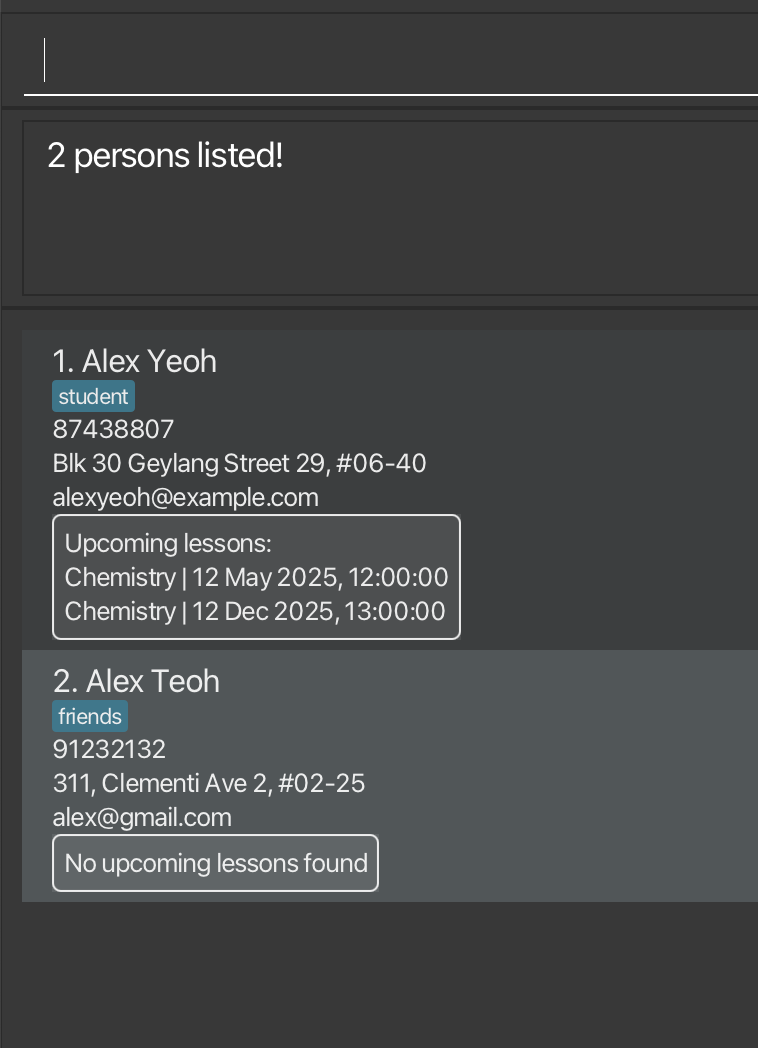 2 persons listed!
1. Alex Yeoh
student
87438807
Blk 30 Geylang Street 29, #06-40
alexyeoh@example.com
Upcoming lessons:
Chemistry | 12 May 2025, 12:00:00
Chemistry | 12 Dec 2025, 13:00:00
2. Alex Teoh
friends
91232132
311, Clementi Ave 2, #02-25
alex@gmail.com
No upcoming lessons found